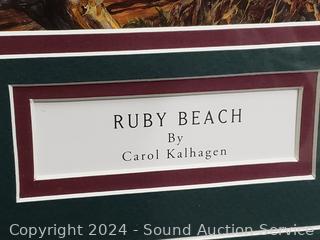 RUBY BEACH
By
Carol Kalhagen
Copyright 2024 - Sound Auction Service